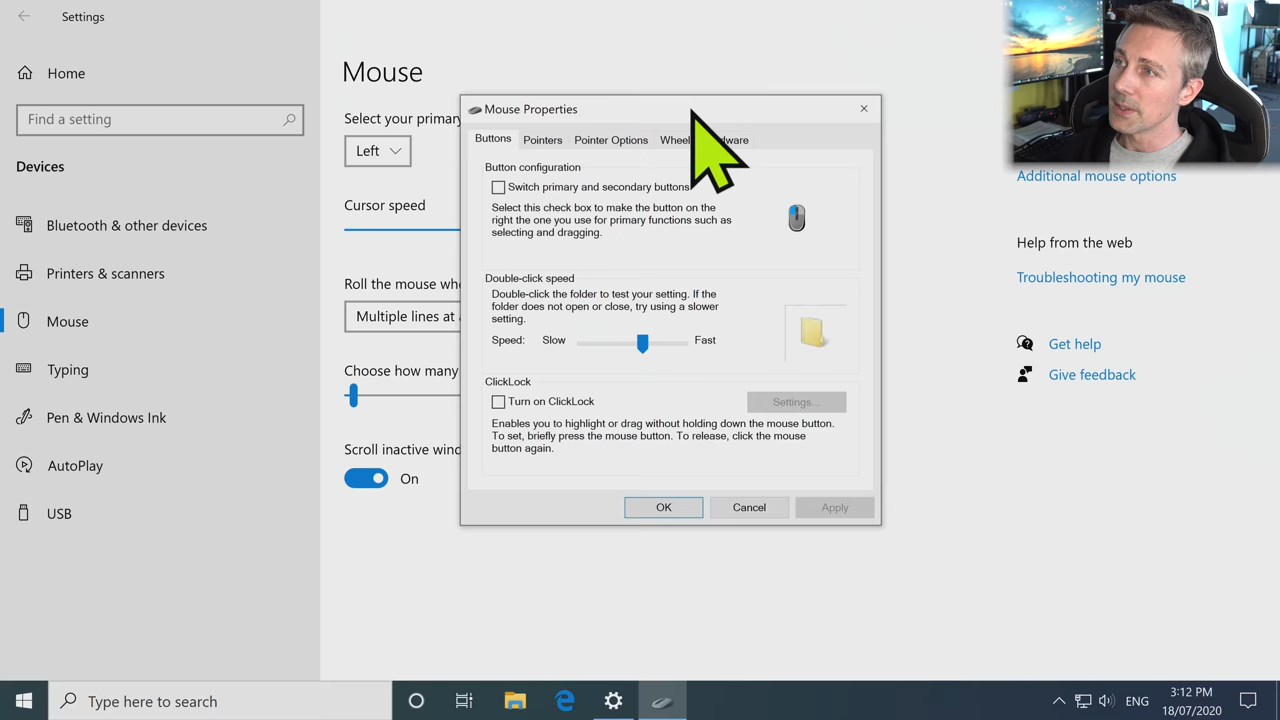 Settings
Home
Find a setting
Devices
Bluetooth & other devices
Printers & scanners
Mouse
Typing
Pen & Windows Ink
AutoPlay
USB
Mouse
Select your primary
Left
Cursor speed
Roll the mouse whe
Multiple lines at a
Choose how many
Scroll inactive wind
On
Mouse Properties
Buttons Pointers Pointer Options Wheel dware
Button configuration
Switch primary and secondary buttons
Select this check box to make the button on the
right the one you use for primary functions such as
selecting and dragging.
Double-click speed
Double-click the folder to test your setting. If the
folder does not open or close, try using a slower
setting.
Speed: Slow Fast
ClickLock
Turn on ClickLock
Settings...
Enables you to highlight or drag without holding down the mouse button.
To set, briefly press the mouse button. To release, click the mouse
button again.
OK Cancel Apply
Additional mouse options
Help from the web
Troubleshooting my mouse
Get help
Give feedback
Type here to search
ENG
3:12 PM
18/07/2020